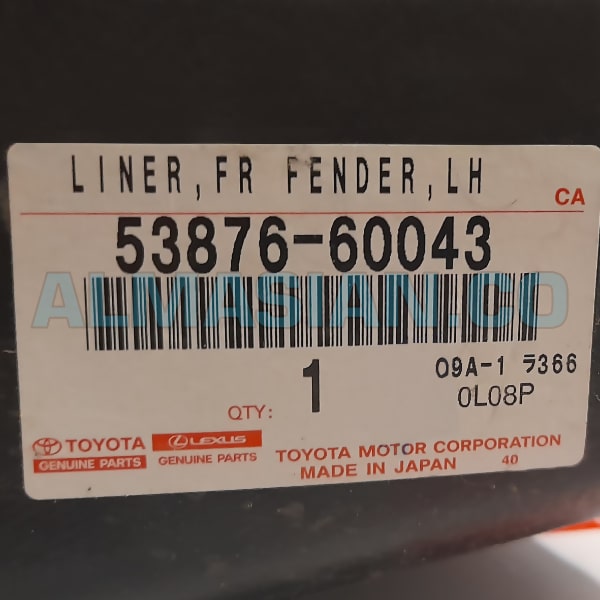 LINER,FR FENDER,LH
CA
53876-60043
ALMASIAN.CO
QTY: 1
09A-1 ラ366
0L08P
TOYOTA
GENUINE PARTS
LEXUS
GENUINE PARTS
TOYOTA MOTOR CORPORATION
MADE IN JAPAN 40